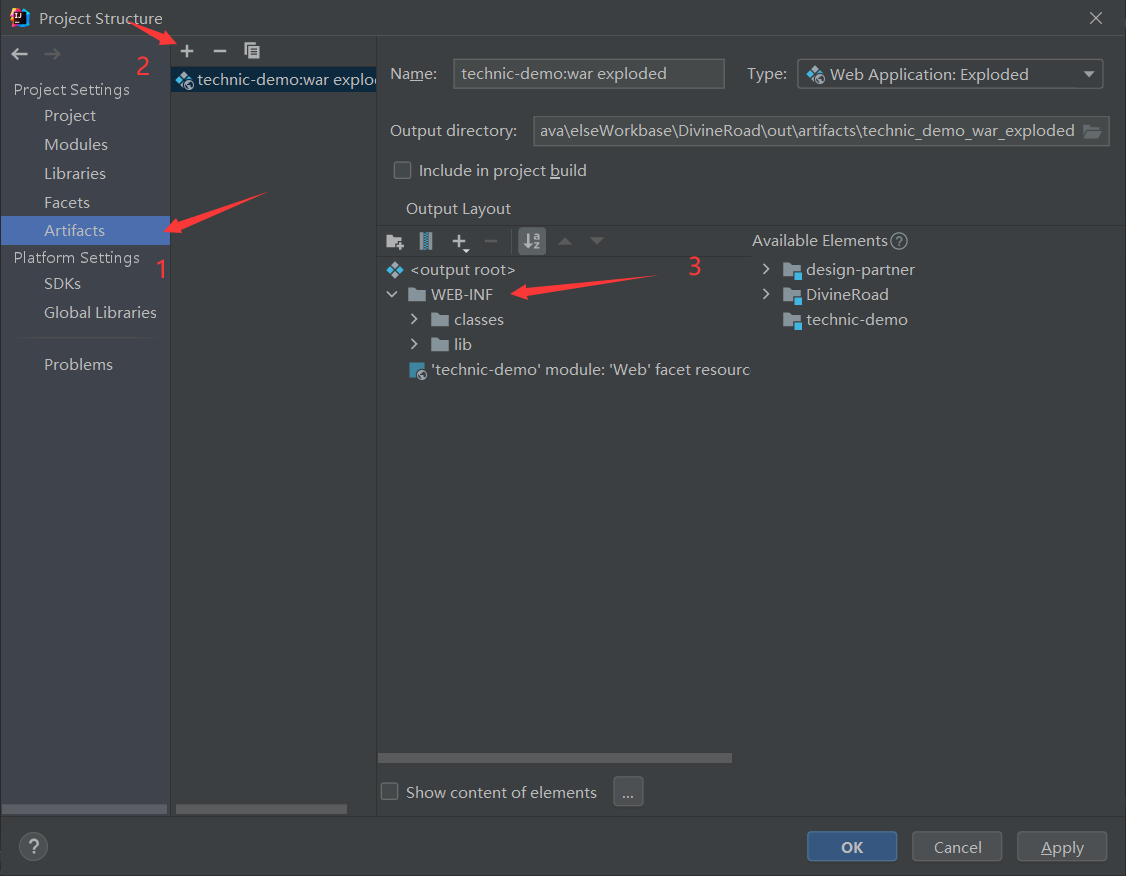 Project Structure
2
Project Settings
Project
Modules
Libraries
Facets
Artifacts
Platform Settings
1
SDKs
Global Libraries
Problems
technic-demo:war explo
Name: technic-demo:war exploded Type: Web Application: Exploded
Output directory: ava\elseWorkbase\DivineRoad\out\artifacts\technic_demo_war_exploded
Include in project build
Output Layout
Available Elements ?
<output root>
WEB-INF
3
classes
lib
'technic-demo' module: 'Web' facet resourc
design-partner
DivineRoad
technic-demo
Show content of elements ...
? OK Cancel Apply